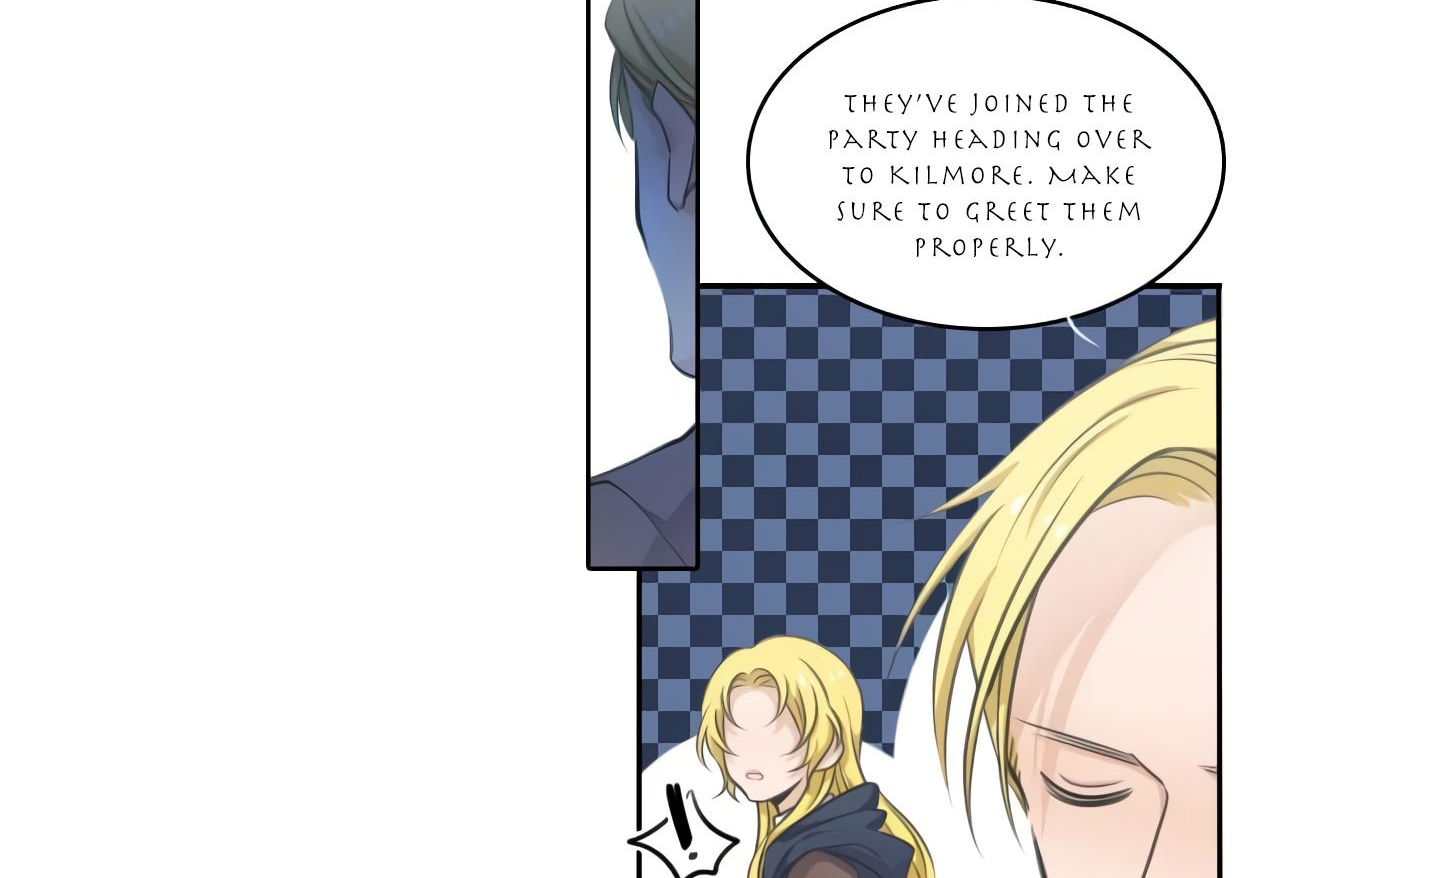 THEY'VE JOINED THE
PARTY HEADING OVER
TO KILMORE. MAKE
SURE TO GREET THEM
PROPERLY.
!